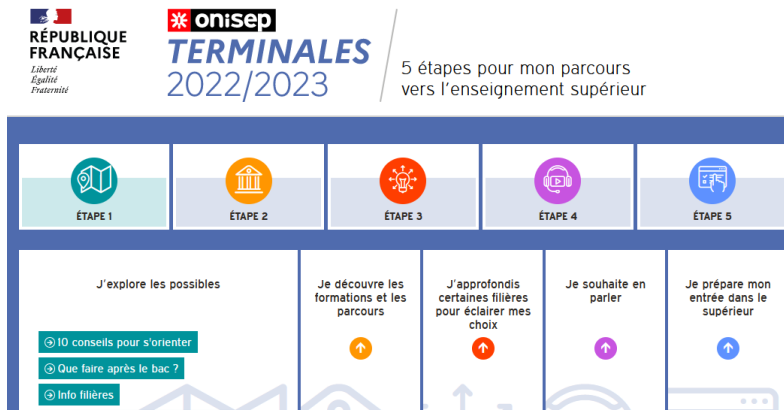 RÉPUBLIQUE
FRANÇAISE
Liberté
Égalité
Fraternité
onisep
TERMINALES
2022/2023
5 étapes pour mon parcours
vers l'enseignement supérieur
ÉTAPE 1
ÉTAPE 2
ÉTAPE 3
ÉTAPE 4
ÉTAPE 5
J'explore les possibles
10 conseils pour s'orienter
Que faire après le bac ?
Info filières
Je découvre les
formations et les
parcours
J'approfondis
certaines filières
pour éclairer mes
choix
Je souhaite en
parler
Je prépare mon
entrée dans le
supérieur